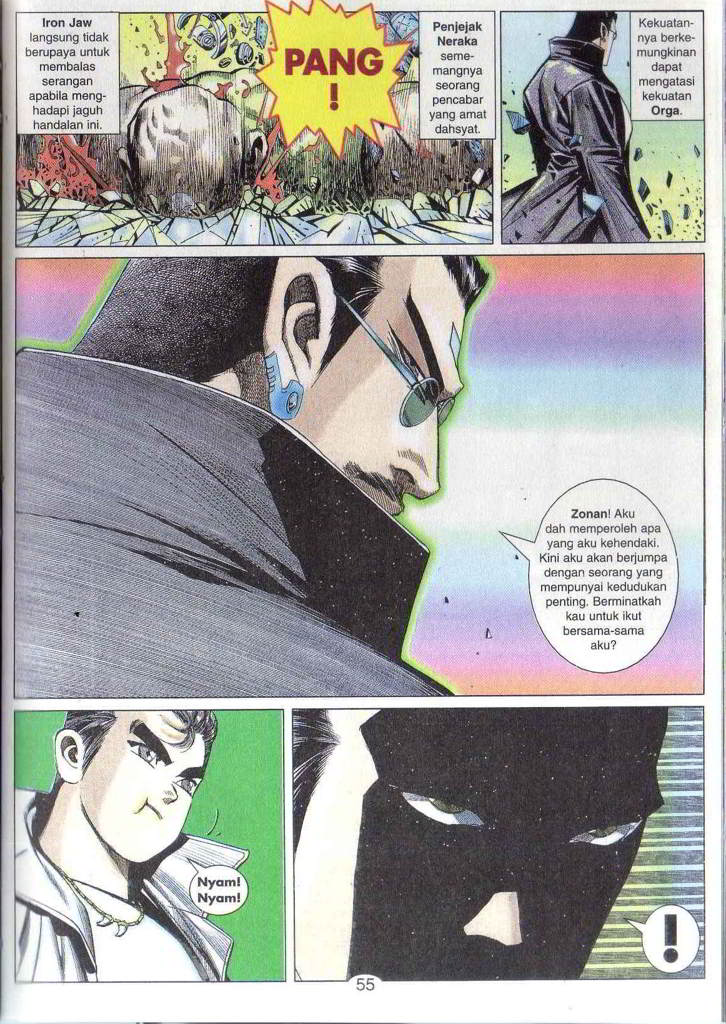 Iron Jaw
langsung tidak
berupaya untuk
membalas
serangan
apabila meng-
hadapi jaguh
handalan ini.
PANG
!
Penjejak
Neraka
seme-
mangnya
seorang
pencabar
yang amat
dahsyat.
Kekuatan-
nya berke-
mungkinan
dapat
mengatasi
kekuatan
Orga.
Zonan! Aku
dah memperoleh apa
yang aku kehendaki.
Kini aku akan berjumpa
dengan seorang yang
mempunyai kedudukan
penting. Berminatkah
kau untuk ikut
bersama-sama
aku?
Nyam!
Nyam!
!
55